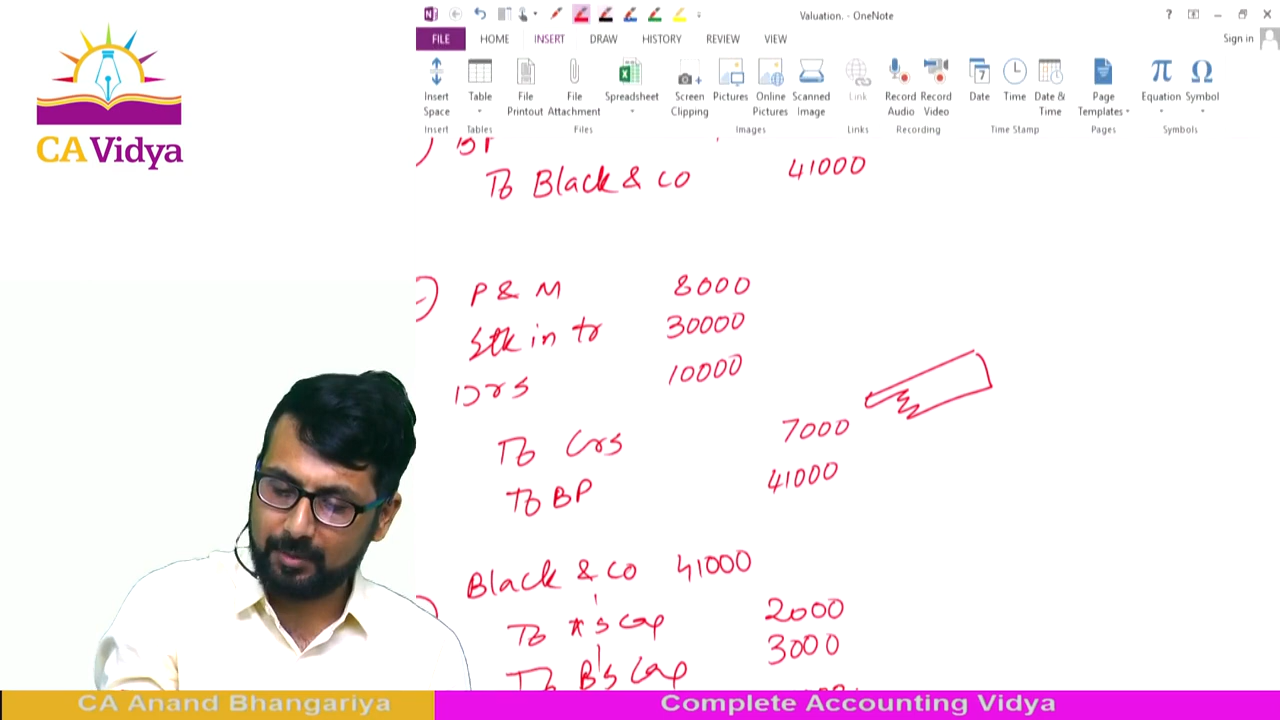 Valuation. - OneNote
? 
Sign in
FILE HOME INSERT DRAW HISTORY REVIEW VIEW
Insert Space Table File Printout File Attachment Spreadsheet Screen Clipping Pictures Online Pictures Scanned Image Link Record Audio Record Video Date Time Date & Time Page Templates Equation Symbol
Insert Tables Files Images Links Recording Time Stamp Pages Symbols
CA Vidya
To Black & co 41000
P & M 8000
Stk in tr 30000
Drs 10000
To Crs 7000
To BP 41000
Black & co 41000
To A's Cap 2000
To B's Cap 3000
CA Anand Bhangariya
Complete Accounting Vidya